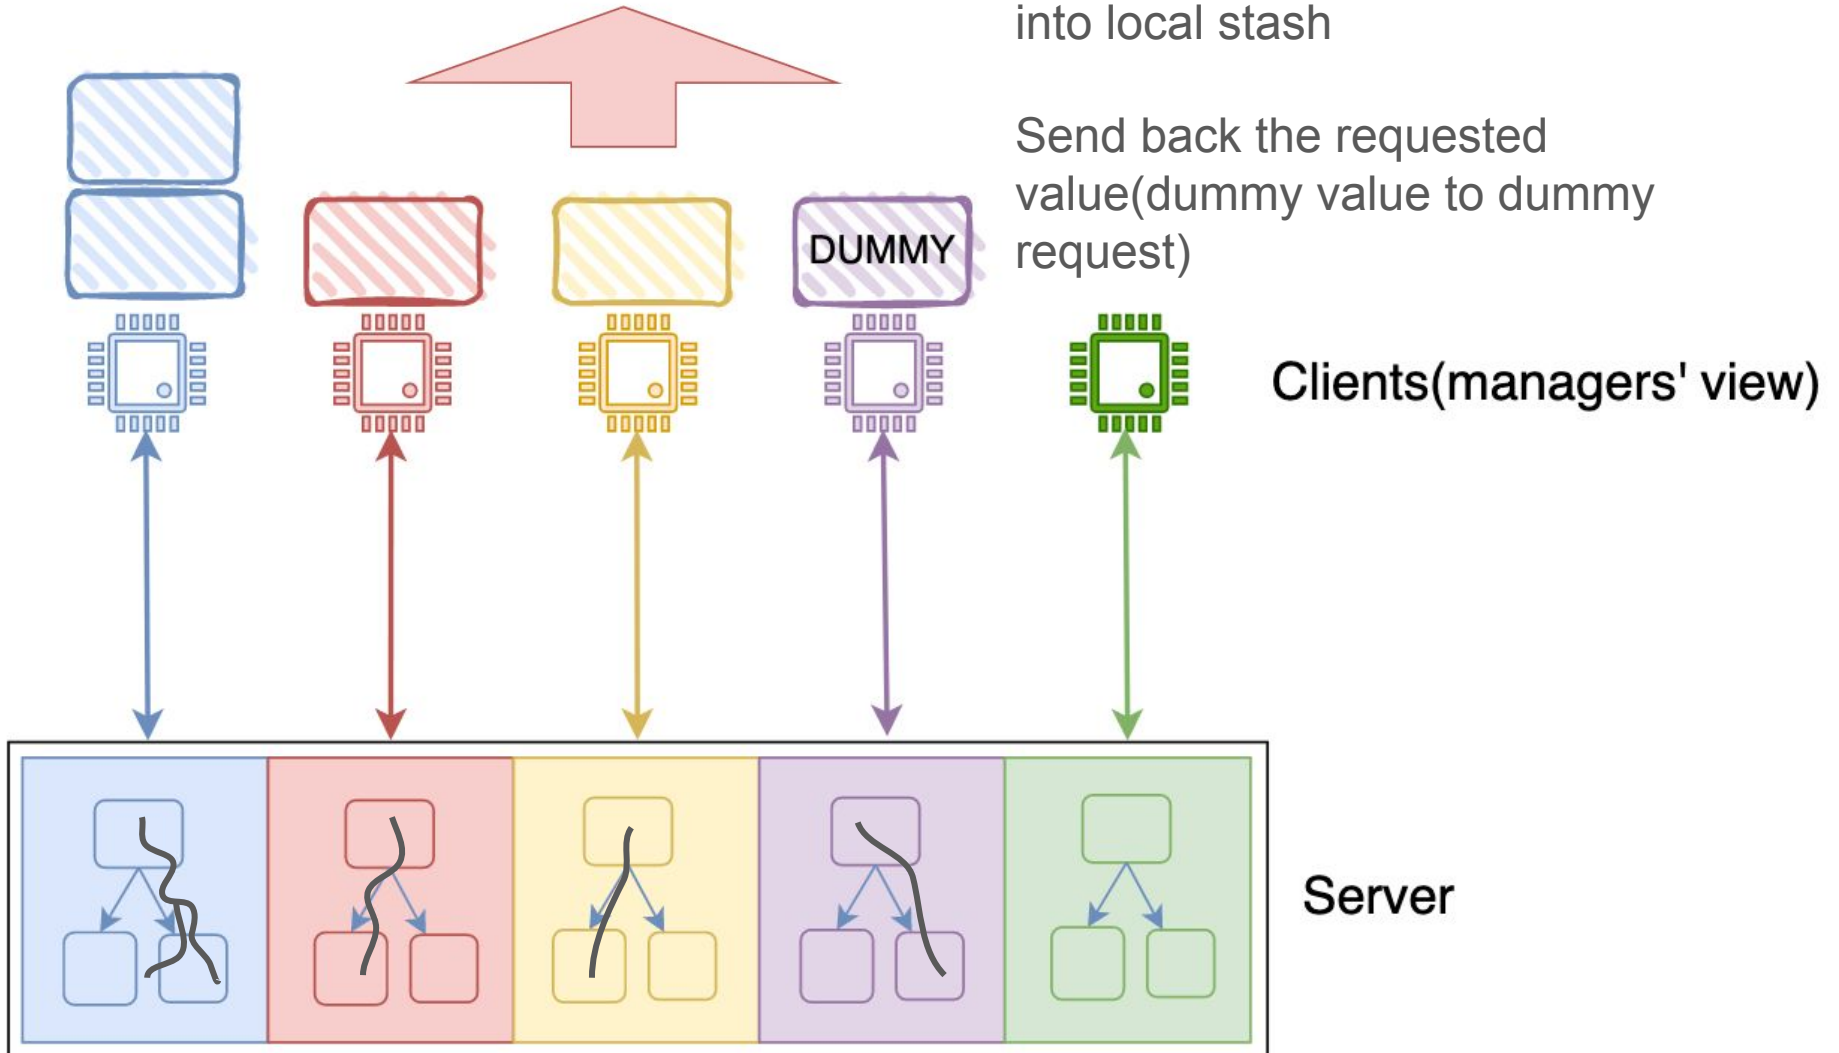 into local stash
Send back the requested
value(dummy value to dummy
request)
DUMMY
Clients(managers' view)
Server